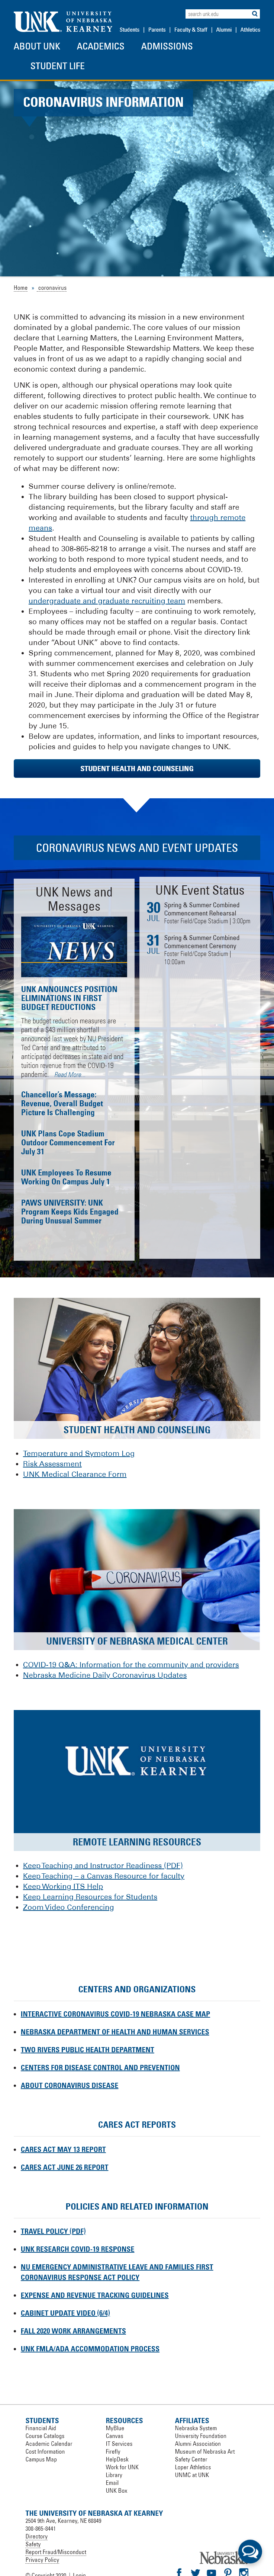 UNK UNIVERSITY OF NEBRASKA KEARNEY
search unk.edu
Students | Parents | Faculty & Staff | Alumni | Athletics
ABOUT UNK ACADEMICS ADMISSIONS
STUDENT LIFE
CORONAVIRUS INFORMATION
Home » coronavirus
UNK is committed to advancing its mission in a new environment
dominated by a global pandemic. The core values of our mission
declare that Learning Matters, the Learning Environment Matters,
People Matter, and Responsible Stewardship Matters. We keep these
values in front of us as we adapt to a rapidly changing social and
economic context during a pandemic.
UNK is open, although our physical operations may look quite
different, following directives to protect public health. We continue to
deliver on our academic mission offering remote learning that
enables students to fully participate in their coursework. UNK has
strong technical resources and expertise, a seven-day support staff
in learning management systems, and a faculty that have successfully
delivered undergraduate and graduate courses. They are dedicated
and well-prepared to support our students' learning. Here are some highlights
of what may be different now:
• Summer course delivery is online/remote.
• The library building has been closed to support physical-
distancing requirements, but the library faculty and staff are
working and available to students and faculty through remote
means.
• Student Health and Counseling is available to patients by calling
ahead to 308-865-8218 to arrange a visit. The nurses and staff are
working to both prevent exposure to illness and to provide tele-
help to students and employees with concerns about COVID-19.
• Interested in enrolling at UNK? Our campus visits are on hold, but
you can take a virtual tour and visit remotely with our
undergraduate and graduate recruiting team members.
• Employees – including faculty – are continuing to work remotely,
so most UNK offices do not have staff there in person. Contact
should be made through email or phone. Visit the directory link
under "About UNK" above to find contacts.
• Spring commencement, planned for May 8, 2020, was combined
with summer commencement exercises and celebration and July
31. Students who met Spring 2020 requirements for graduation
will receive their diplomas and a commencement program in the
mail in June. Their diploma and graduation will be dated May 8,
2020, but they may participate in the July 31 or future
commencement exercises by informing the Office of the Registrar
by June 15.
• Below are updates, information, and links to important resources,
policies and guides to help you navigate changes to UNK.
STUDENT HEALTH AND COUNSELING
CORONAVIRUS NEWS AND EVENT UPDATES
UNK News and
Messages
UNK
NEWS
UNK ANNOUNCES POSITION
ELIMINATIONS IN FIRST
BUDGET REDUCTIONS
The budget reduction measures are
part of a $43 million shortfall
announced last week by NU President
Ted Carter and are attributed to
anticipated decreases in state aid and
tuition revenue from the COVID-19
pandemic. Read More
Chancellor's Message:
Revenue, Overall Budget
Picture Is Challenging
UNK Plans Cope Stadium
Outdoor Commencement For
July 31
UNK Employees To Resume
Working On Campus July 1
PAWS UNIVERSITY: UNK
Program Keeps Kids Engaged
During Unusual Summer
UNK Event Status
30 JUL
Spring & Summer Combined
Commencement Rehearsal
Foster Field/Cope Stadium | 3:00pm
31 JUL
Spring & Summer Combined
Commencement Ceremony
Foster Field/Cope Stadium |
10:00am
STUDENT HEALTH AND COUNSELING
• Temperature and Symptom Log
• Risk Assessment
• UNK Medical Clearance Form
CORONAVIRUS
UNIVERSITY OF NEBRASKA MEDICAL CENTER
• COVID-19 Q&A: Information for the community and providers
• Nebraska Medicine Daily Coronavirus Updates
UNK UNIVERSITY OF NEBRASKA KEARNEY
REMOTE LEARNING RESOURCES
• Keep Teaching and Instructor Readiness (PDF)
• Keep Teaching – a Canvas Resource for faculty
• Keep Working ITS Help
• Keep Learning Resources for Students
• Zoom Video Conferencing
CENTERS AND ORGANIZATIONS
• INTERACTIVE CORONAVIRUS COVID-19 NEBRASKA CASE MAP
• NEBRASKA DEPARTMENT OF HEALTH AND HUMAN SERVICES
• TWO RIVERS PUBLIC HEALTH DEPARTMENT
• CENTERS FOR DISEASE CONTROL AND PREVENTION
• ABOUT CORONAVIRUS DISEASE
CARES ACT REPORTS
• CARES ACT MAY 13 REPORT
• CARES ACT JUNE 26 REPORT
POLICIES AND RELATED INFORMATION
• TRAVEL POLICY (PDF)
• UNK RESEARCH COVID-19 RESPONSE
• NU EMERGENCY ADMINISTRATIVE LEAVE AND FAMILIES FIRST
CORONAVIRUS RESPONSE ACT POLICY
• EXPENSE AND REVENUE TRACKING GUIDELINES
• CABINET UPDATE VIDEO (6/4)
• FALL 2020 WORK ARRANGEMENTS
• UNK FMLA/ADA ACCOMMODATION PROCESS
STUDENTS
Financial Aid
Course Catalogs
Academic Calendar
Cost Information
Campus Map
RESOURCES
MyBlue
Canvas
IT Services
Firefly
HelpDesk
Work for UNK
Library
Email
UNK Box
AFFILIATES
Nebraska System
University Foundation
Alumni Association
Museum of Nebraska Art
Safety Center
Loper Athletics
UNMC at UNK
THE UNIVERSITY OF NEBRASKA AT KEARNEY
2504 9th Ave, Kearney, NE 68849
308-865-8441
Directory
Safety
Report Fraud/Misconduct
Privacy Policy
Nebraska
© Copyright 2020 | Login